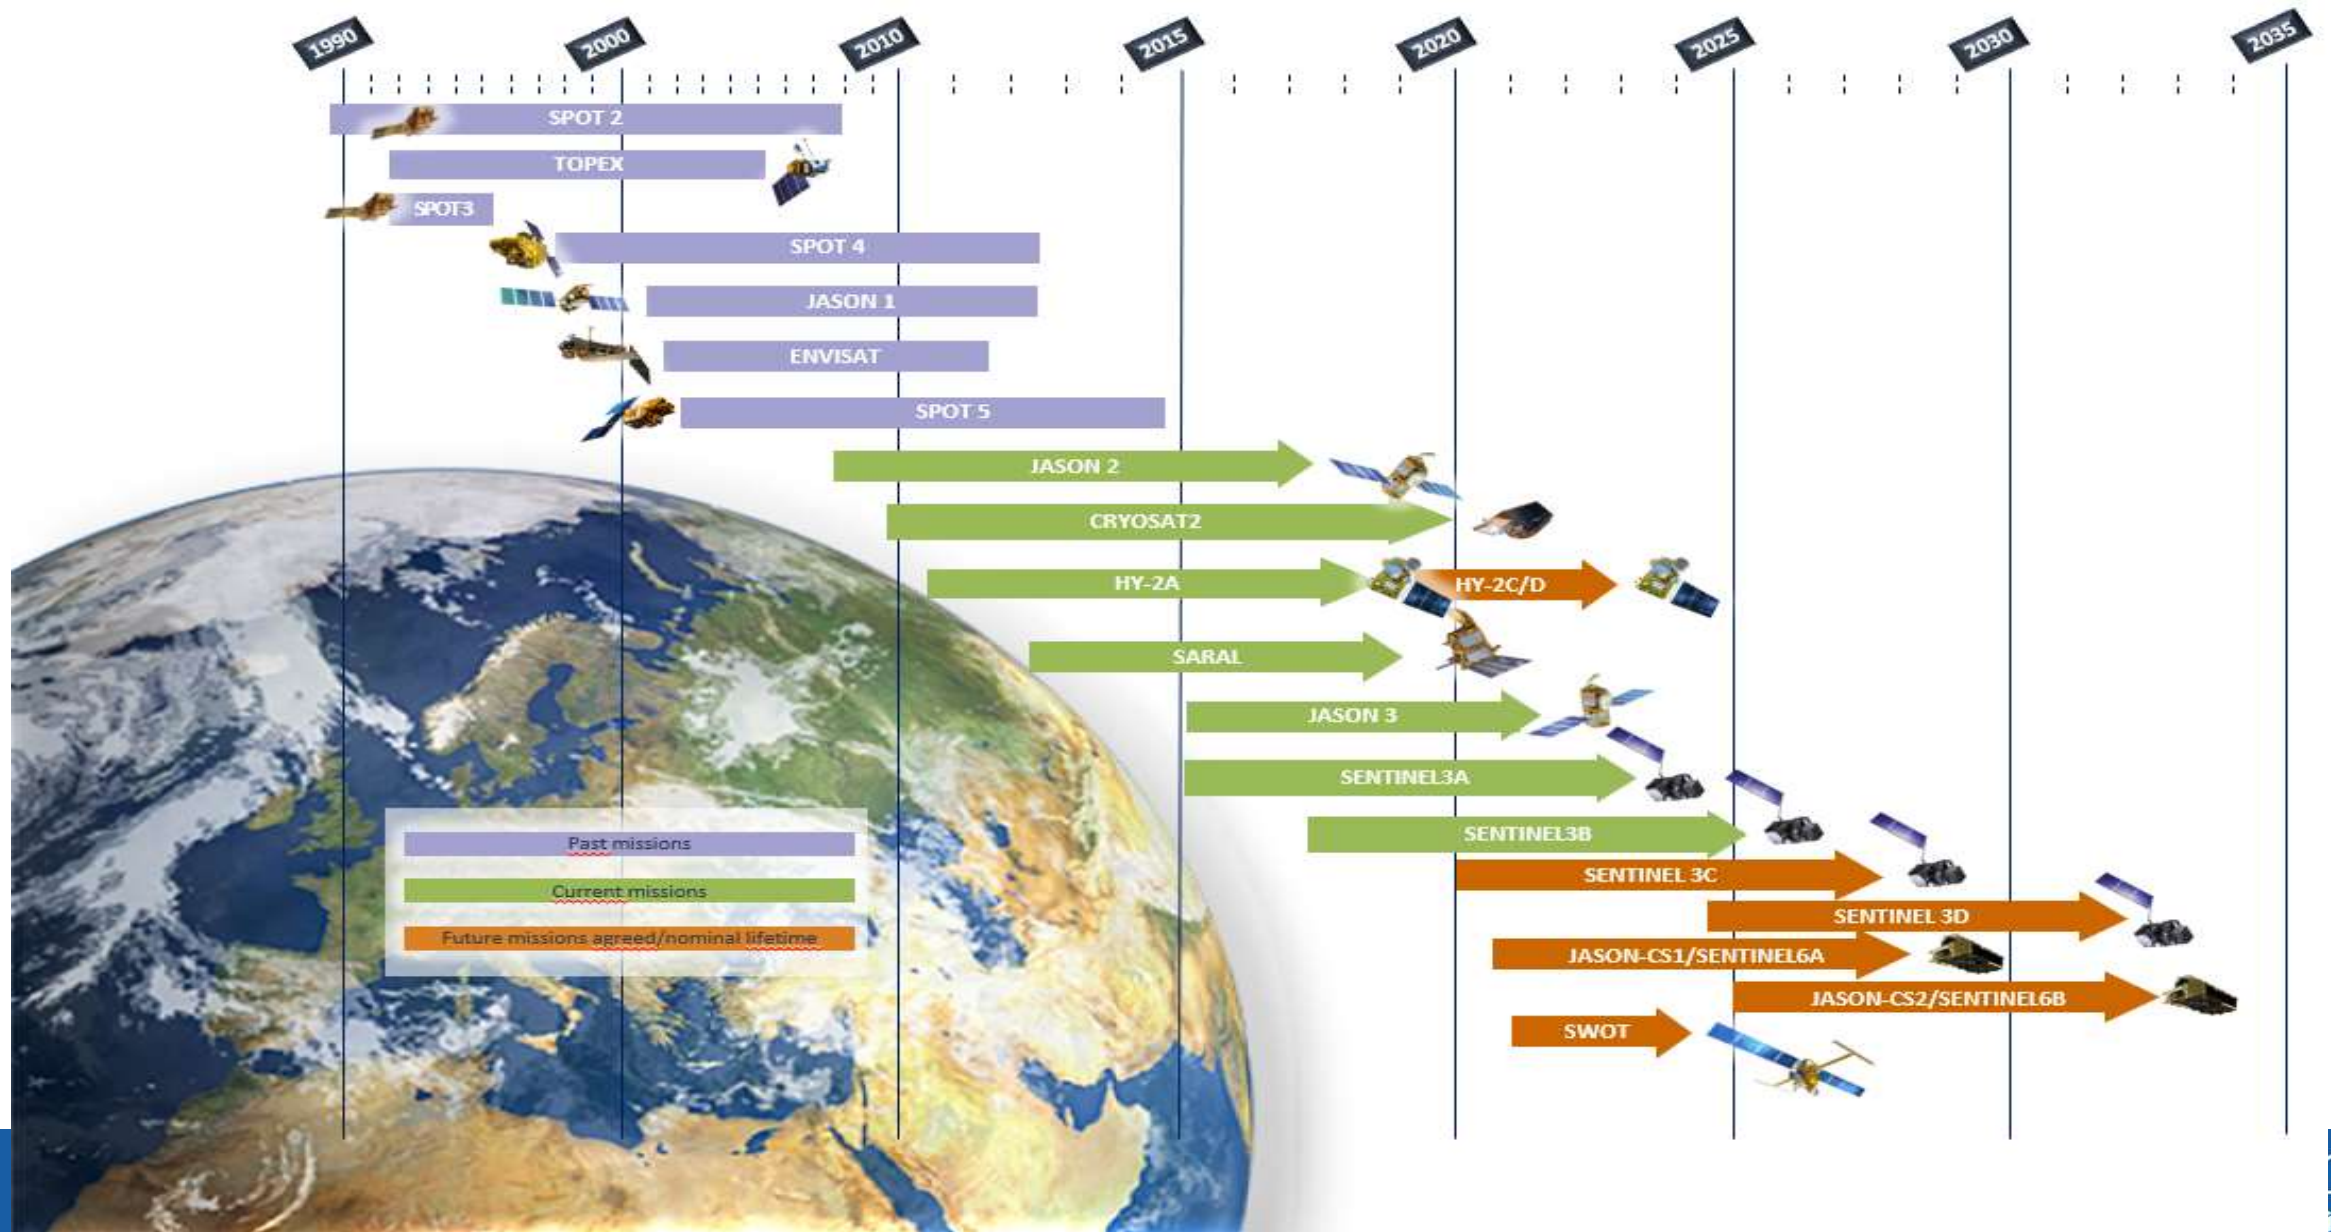 1990
2000
2010
2015
2020
2025
2030
2035
SPOT 2
TOPEX
SPOT3
SPOT 4
JASON 1
ENVISAT
SPOT 5
JASON 2
CRYOSAT2
HY-2A
HY-2C/D
SARAL
JASON 3
SENTINEL3A
SENTINEL3B
SENTINEL 3C
SENTINEL 3D
JASON-CS1/SENTINEL6A
JASON-CS2/SENTINEL6B
SWOT
Past missions
Current missions
Future missions agreed/nominal lifetime